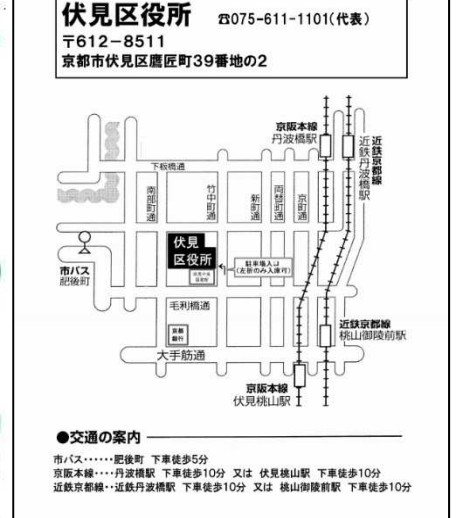 伏見区役所 ☎075-611-1101(代表)
〒612-8511
京都市伏見区鷹匠町39番地の2
京阪本線
丹波橋駅
近鉄京都線
近鉄丹波橋駅
下板橋通
南部町通
竹中町通
新町通
両替町通
京町通
伏見
区役所
駐車場入口
(左折のみ入庫可)
市バス
肥後町
毛利橋通
京都
銀行
近鉄京都線
桃山御陵前駅
大手筋通
京阪本線
伏見桃山駅
●交通の案内
市バス‥‥‥肥後町 下車徒歩5分
京阪本線‥‥丹波橋駅 下車徒歩10分 又は 伏見桃山駅 下車徒歩10分
近鉄京都線‥近鉄丹波橋駅 下車徒歩10分 又は 桃山御陵前駅 下車徒歩10分